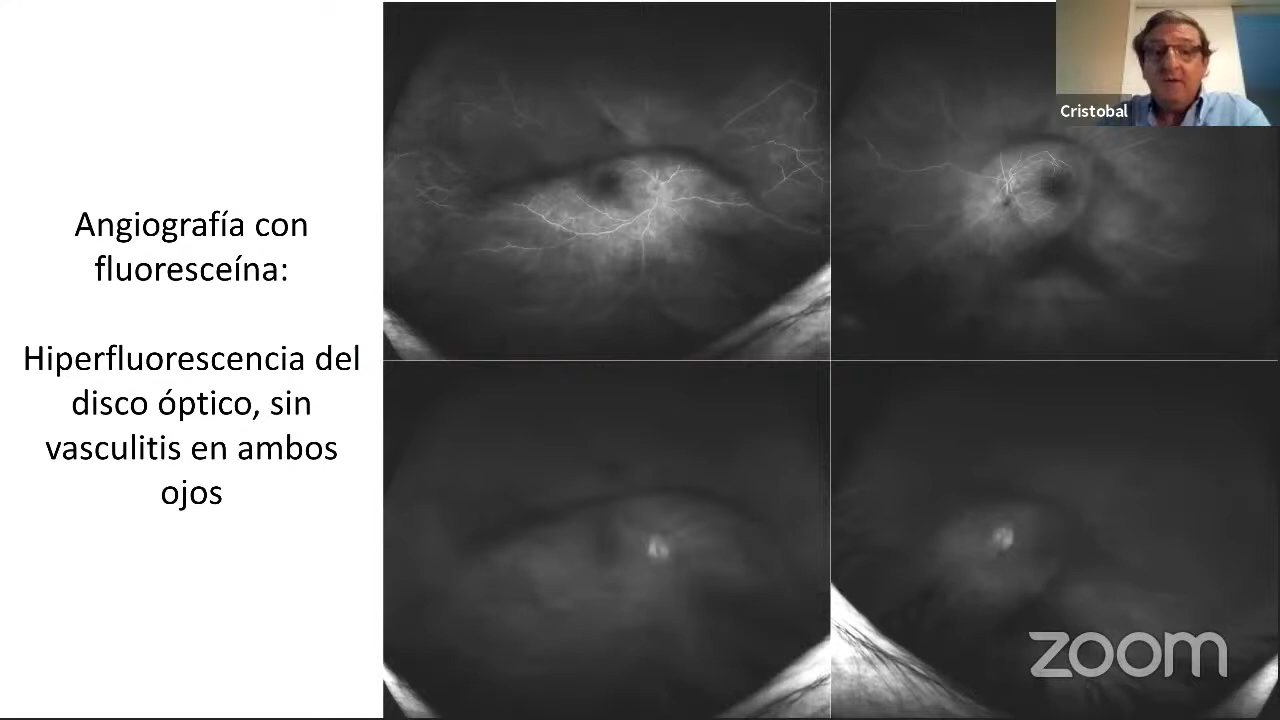 Angiografía con
fluoresceína:
Hiperfluorescencia del
disco óptico, sin
vasculitis en ambos
ojos
Cristobal
zoom